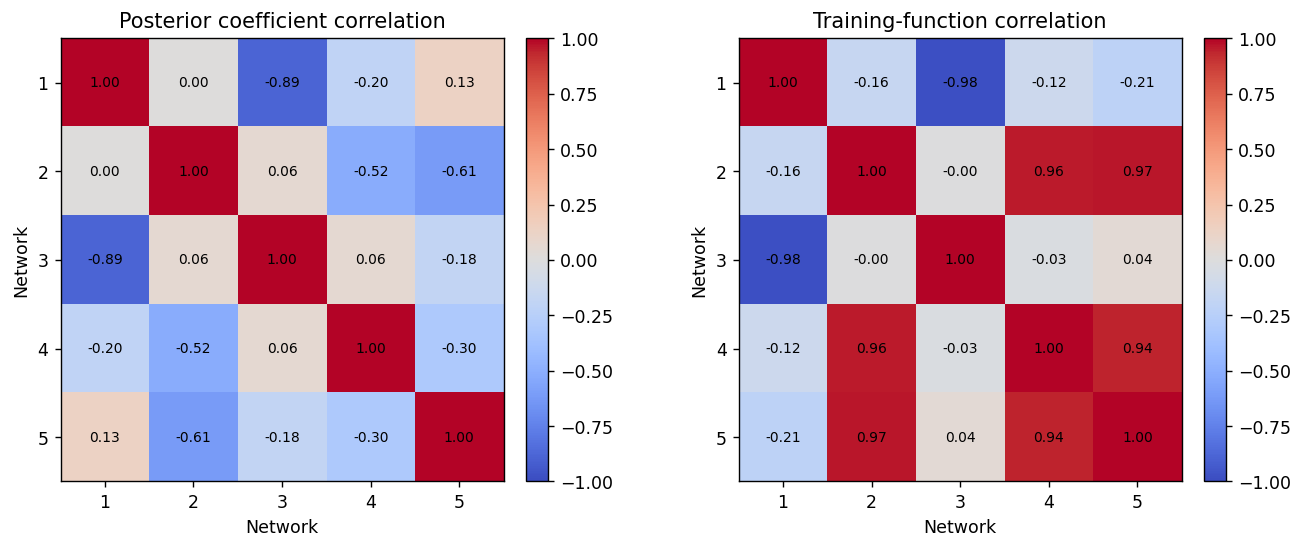 Posterior coefficient correlation
1.00 0.00 -0.89 -0.20 0.13
0.00 1.00 0.06 -0.52 -0.61
-0.89 0.06 1.00 0.06 -0.18
-0.20 -0.52 0.06 1.00 -0.30
0.13 -0.61 -0.18 -0.30 1.00
1
2
3
4
5
Network
1 2 3 4 5
Network
1.00
0.75
0.50
0.25
0.00
−0.25
−0.50
−0.75
−1.00
Training-function correlation
1.00 -0.16 -0.98 -0.12 -0.21
-0.16 1.00 -0.00 0.96 0.97
-0.98 -0.00 1.00 -0.03 0.04
-0.12 0.96 -0.03 1.00 0.94
-0.21 0.97 0.04 0.94 1.00
1
2
3
4
5
Network
1 2 3 4 5
Network
1.00
0.75
0.50
0.25
0.00
−0.25
−0.50
−0.75
−1.00